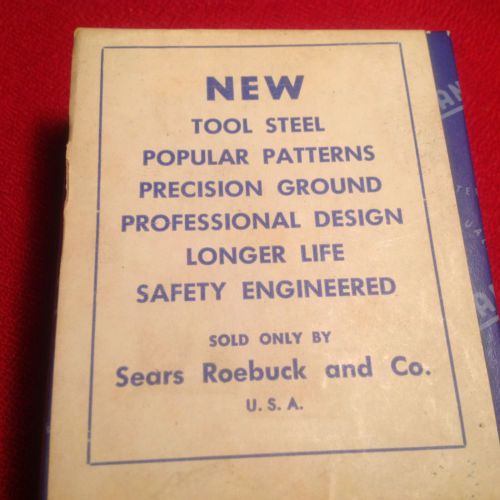 NEW
TOOL STEEL
POPULAR PATTERNS
PRECISION GROUND
PROFESSIONAL DESIGN
LONGER LIFE
SAFETY ENGINEERED
SOLD ONLY BY
Sears Roebuck and Co.
U. S. A.